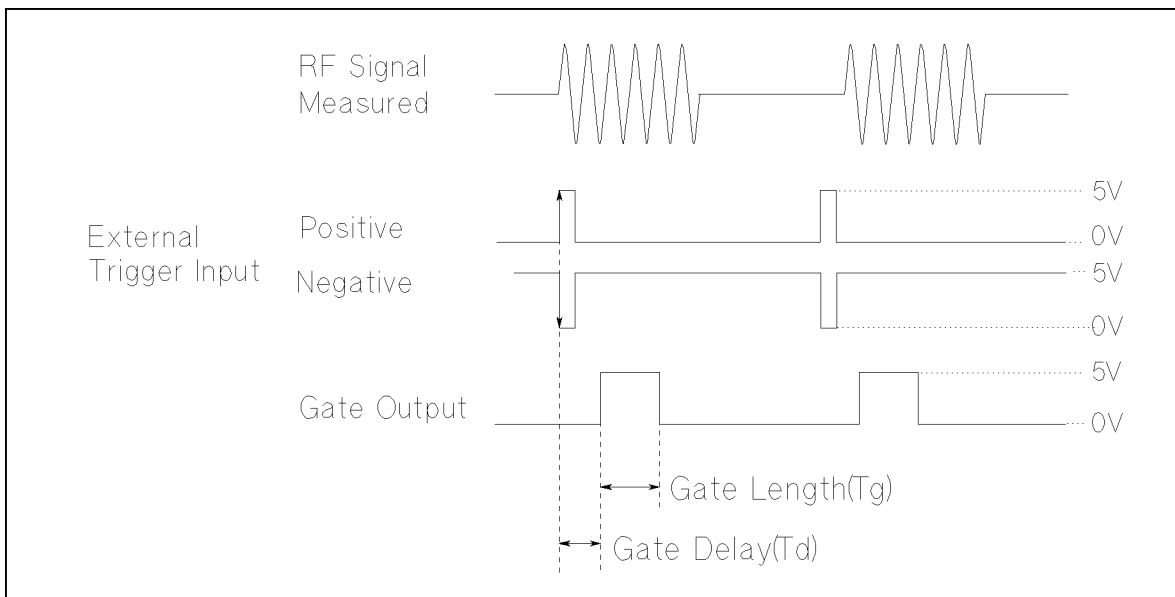 RF Signal
Measured
External
Trigger Input
Positive
Negative
5V
0V
5V
0V
Gate Output
5V
0V
Gate Length(Tg)
Gate Delay(Td)